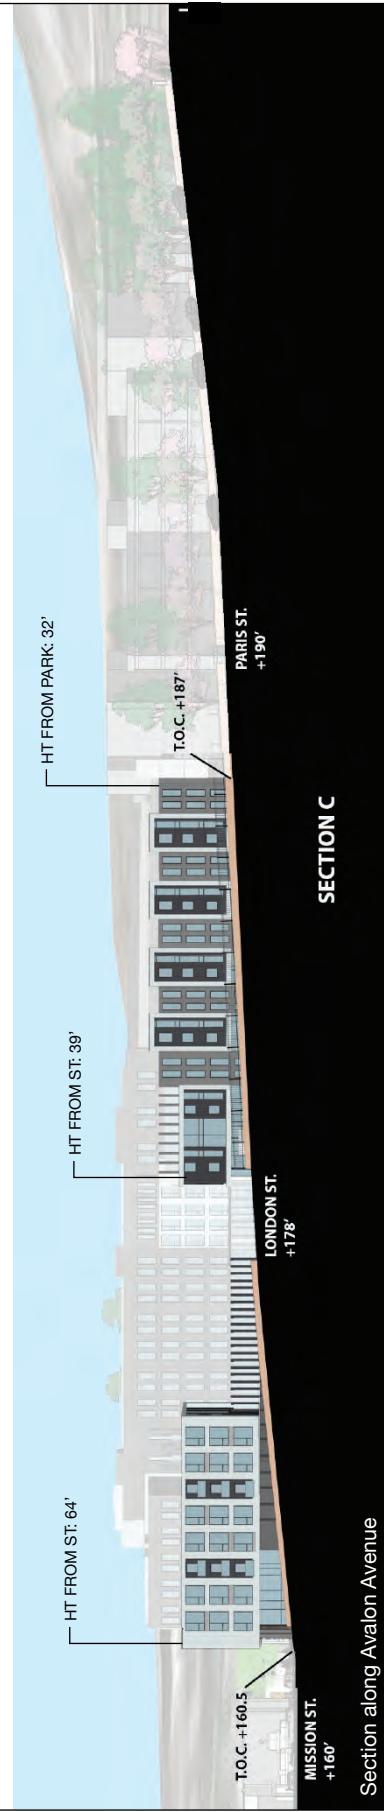 HT FROM ST: 64’
HT FROM ST: 39’
HT FROM PARK: 32’
T.O.C. +160.5
T.O.C. +187’
MISSION ST.
+160’
LONDON ST.
+178’
PARIS ST.
+190’
SECTION C
Section along Avalon Avenue